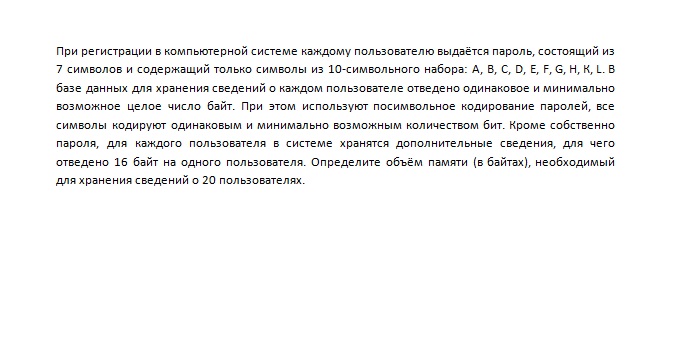 При регистрации в компьютерной системе каждому пользователю выдаётся пароль, состоящий из
7 символов и содержащий только символы из 10-символьного набора: A, B, C, D, E, F, G, H, K, L. В
базе данных для хранения сведений о каждом пользователе отведено одинаковое и минимально
возможное целое число байт. При этом используют посимвольное кодирование паролей, все
символы кодируют одинаковым и минимально возможным количеством бит. Кроме собственно
пароля, для каждого пользователя в системе хранятся дополнительные сведения, для чего
отведено 16 байт на одного пользователя. Определите объём памяти (в байтах), необходимый
для хранения сведений о 20 пользователях.